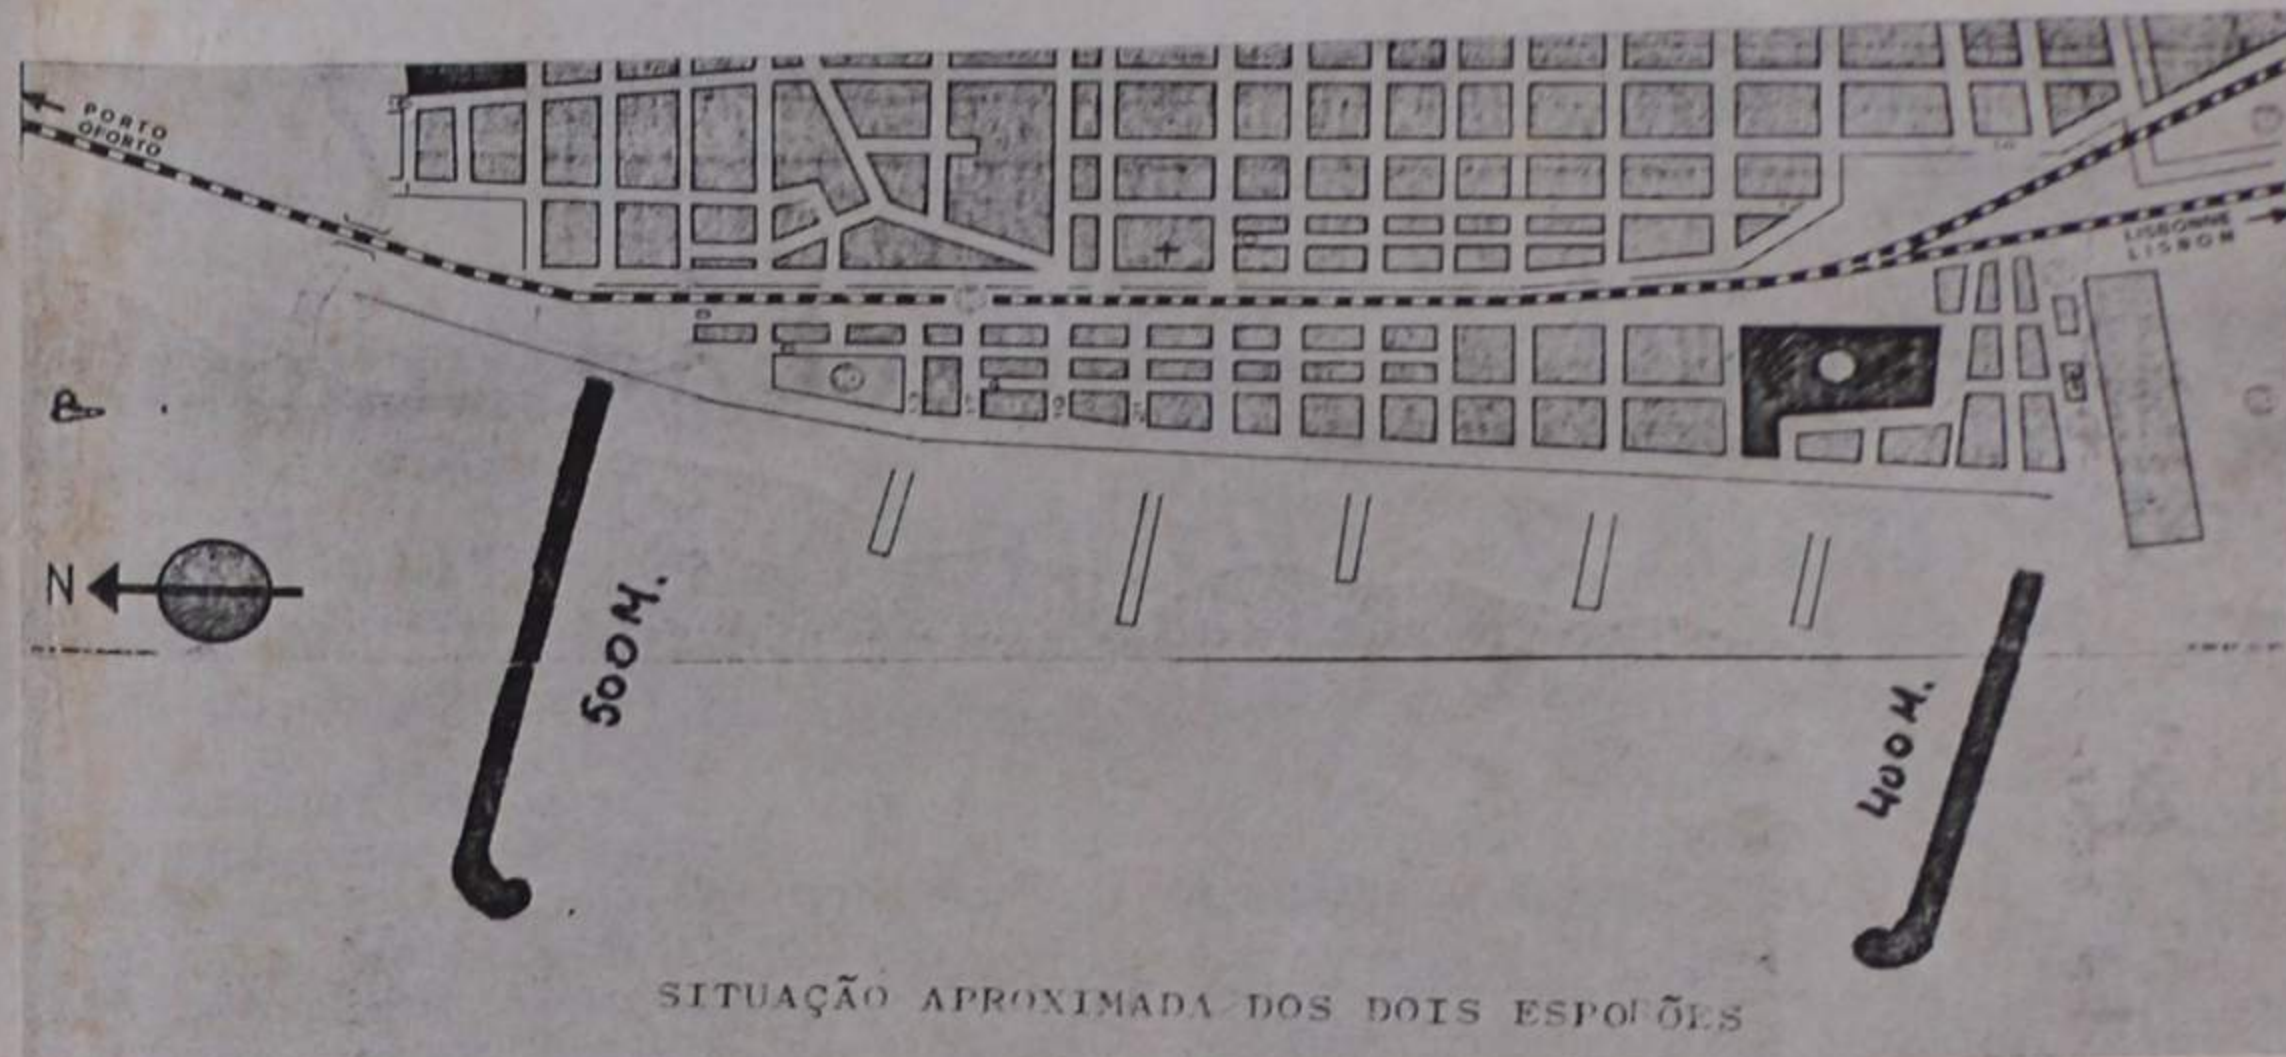 PORTO
OPORTO
LISBONNE
LISBON
P
N
500 M.
400 M.
SITUAÇÃO APROXIMADA DOS DOIS ESPORÕES